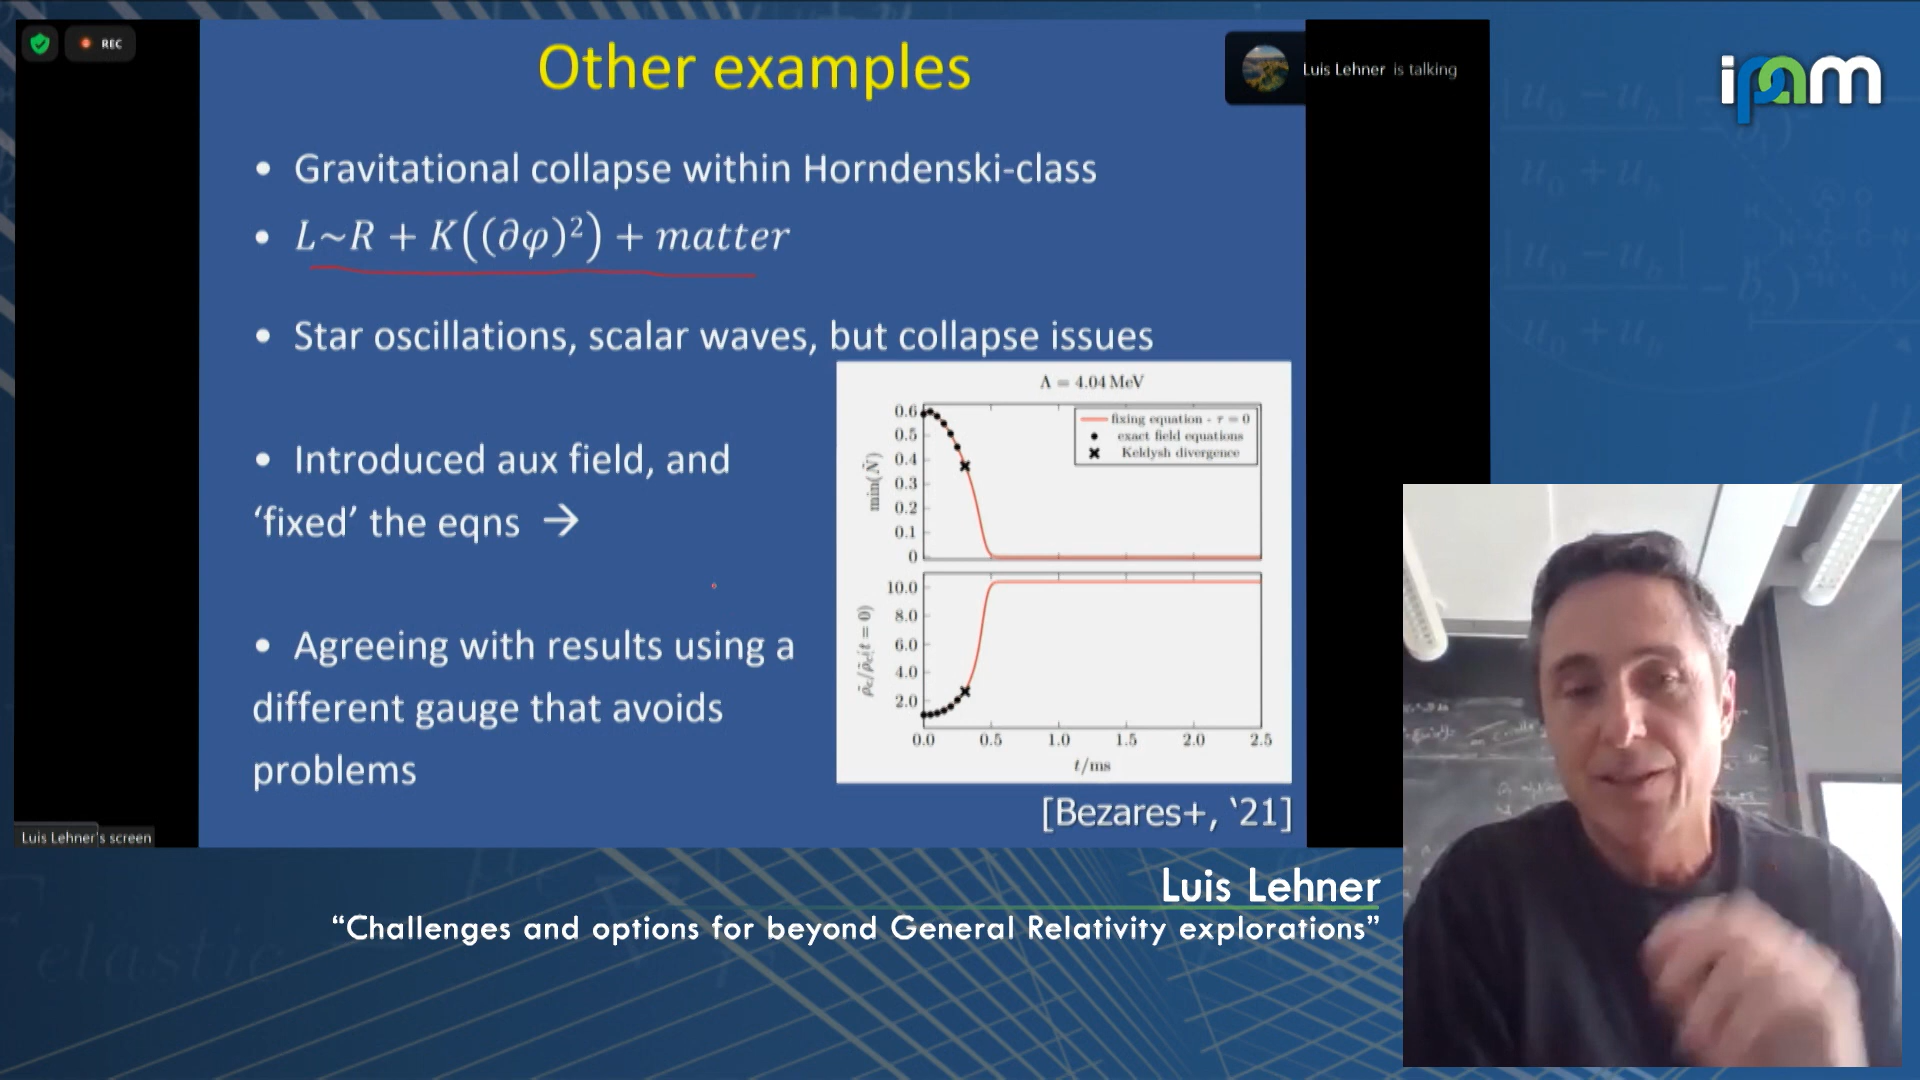 REC
Other examples
Luis Lehner is talking
ipam
• Gravitational collapse within Horndenski-class
• L~R + K((∂φ)²) + matter
• Star oscillations, scalar waves, but collapse issues
• Introduced aux field, and
‘fixed’ the eqns →
• Agreeing with results using a
different gauge that avoids
problems
Λ = 4.04 MeV
fixing equation - τ = 0
exact field equations
Keldysh divergence
min(N̄)
0.6
0.5
0.4
0.3
0.2
0.1
0
ρ̃c/ρ̃c(t = 0)
10.0
8.0
6.0
4.0
2.0
0.0 0.5 1.0 1.5 2.0 2.5
t/ms
[Bezares+, ‘21]
Luis Lehner's screen
Luis Lehner
“Challenges and options for beyond General Relativity explorations”
elastic